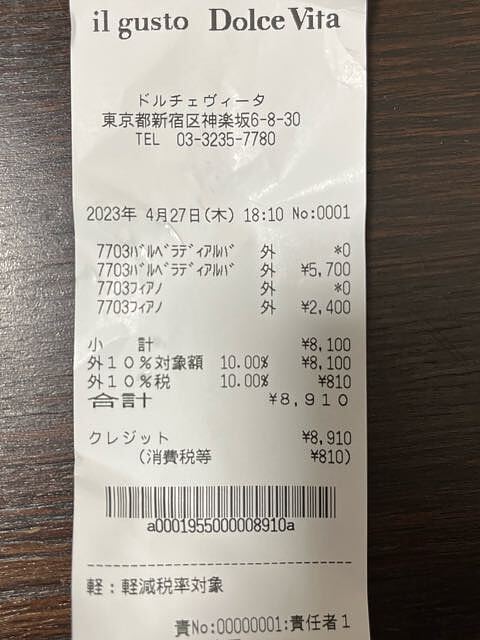 il gusto Dolce Vita
ドルチェヴィータ
東京都新宿区神楽坂6-8-30
TEL 03-3235-7780
2023年 4月27日(木) 18:10 No:0001
7703ﾊﾞﾙﾍﾞﾗﾃﾞｨｱﾙﾊﾞ 外 *0
7703ﾊﾞﾙﾍﾞﾗﾃﾞｨｱﾙﾊﾞ 外 ¥5,700
7703ﾌｨｱﾉ 外 *0
7703ﾌｨｱﾉ 外 ¥2,400
小 計 ¥8,100
外10%対象額 10.00% ¥8,100
外10%税 10.00% ¥810
合計 ¥8,910
クレジット ¥8,910
(消費税等 ¥810)
a0001955000008910a
軽：軽減税率対象
責No:00000001:責任者1